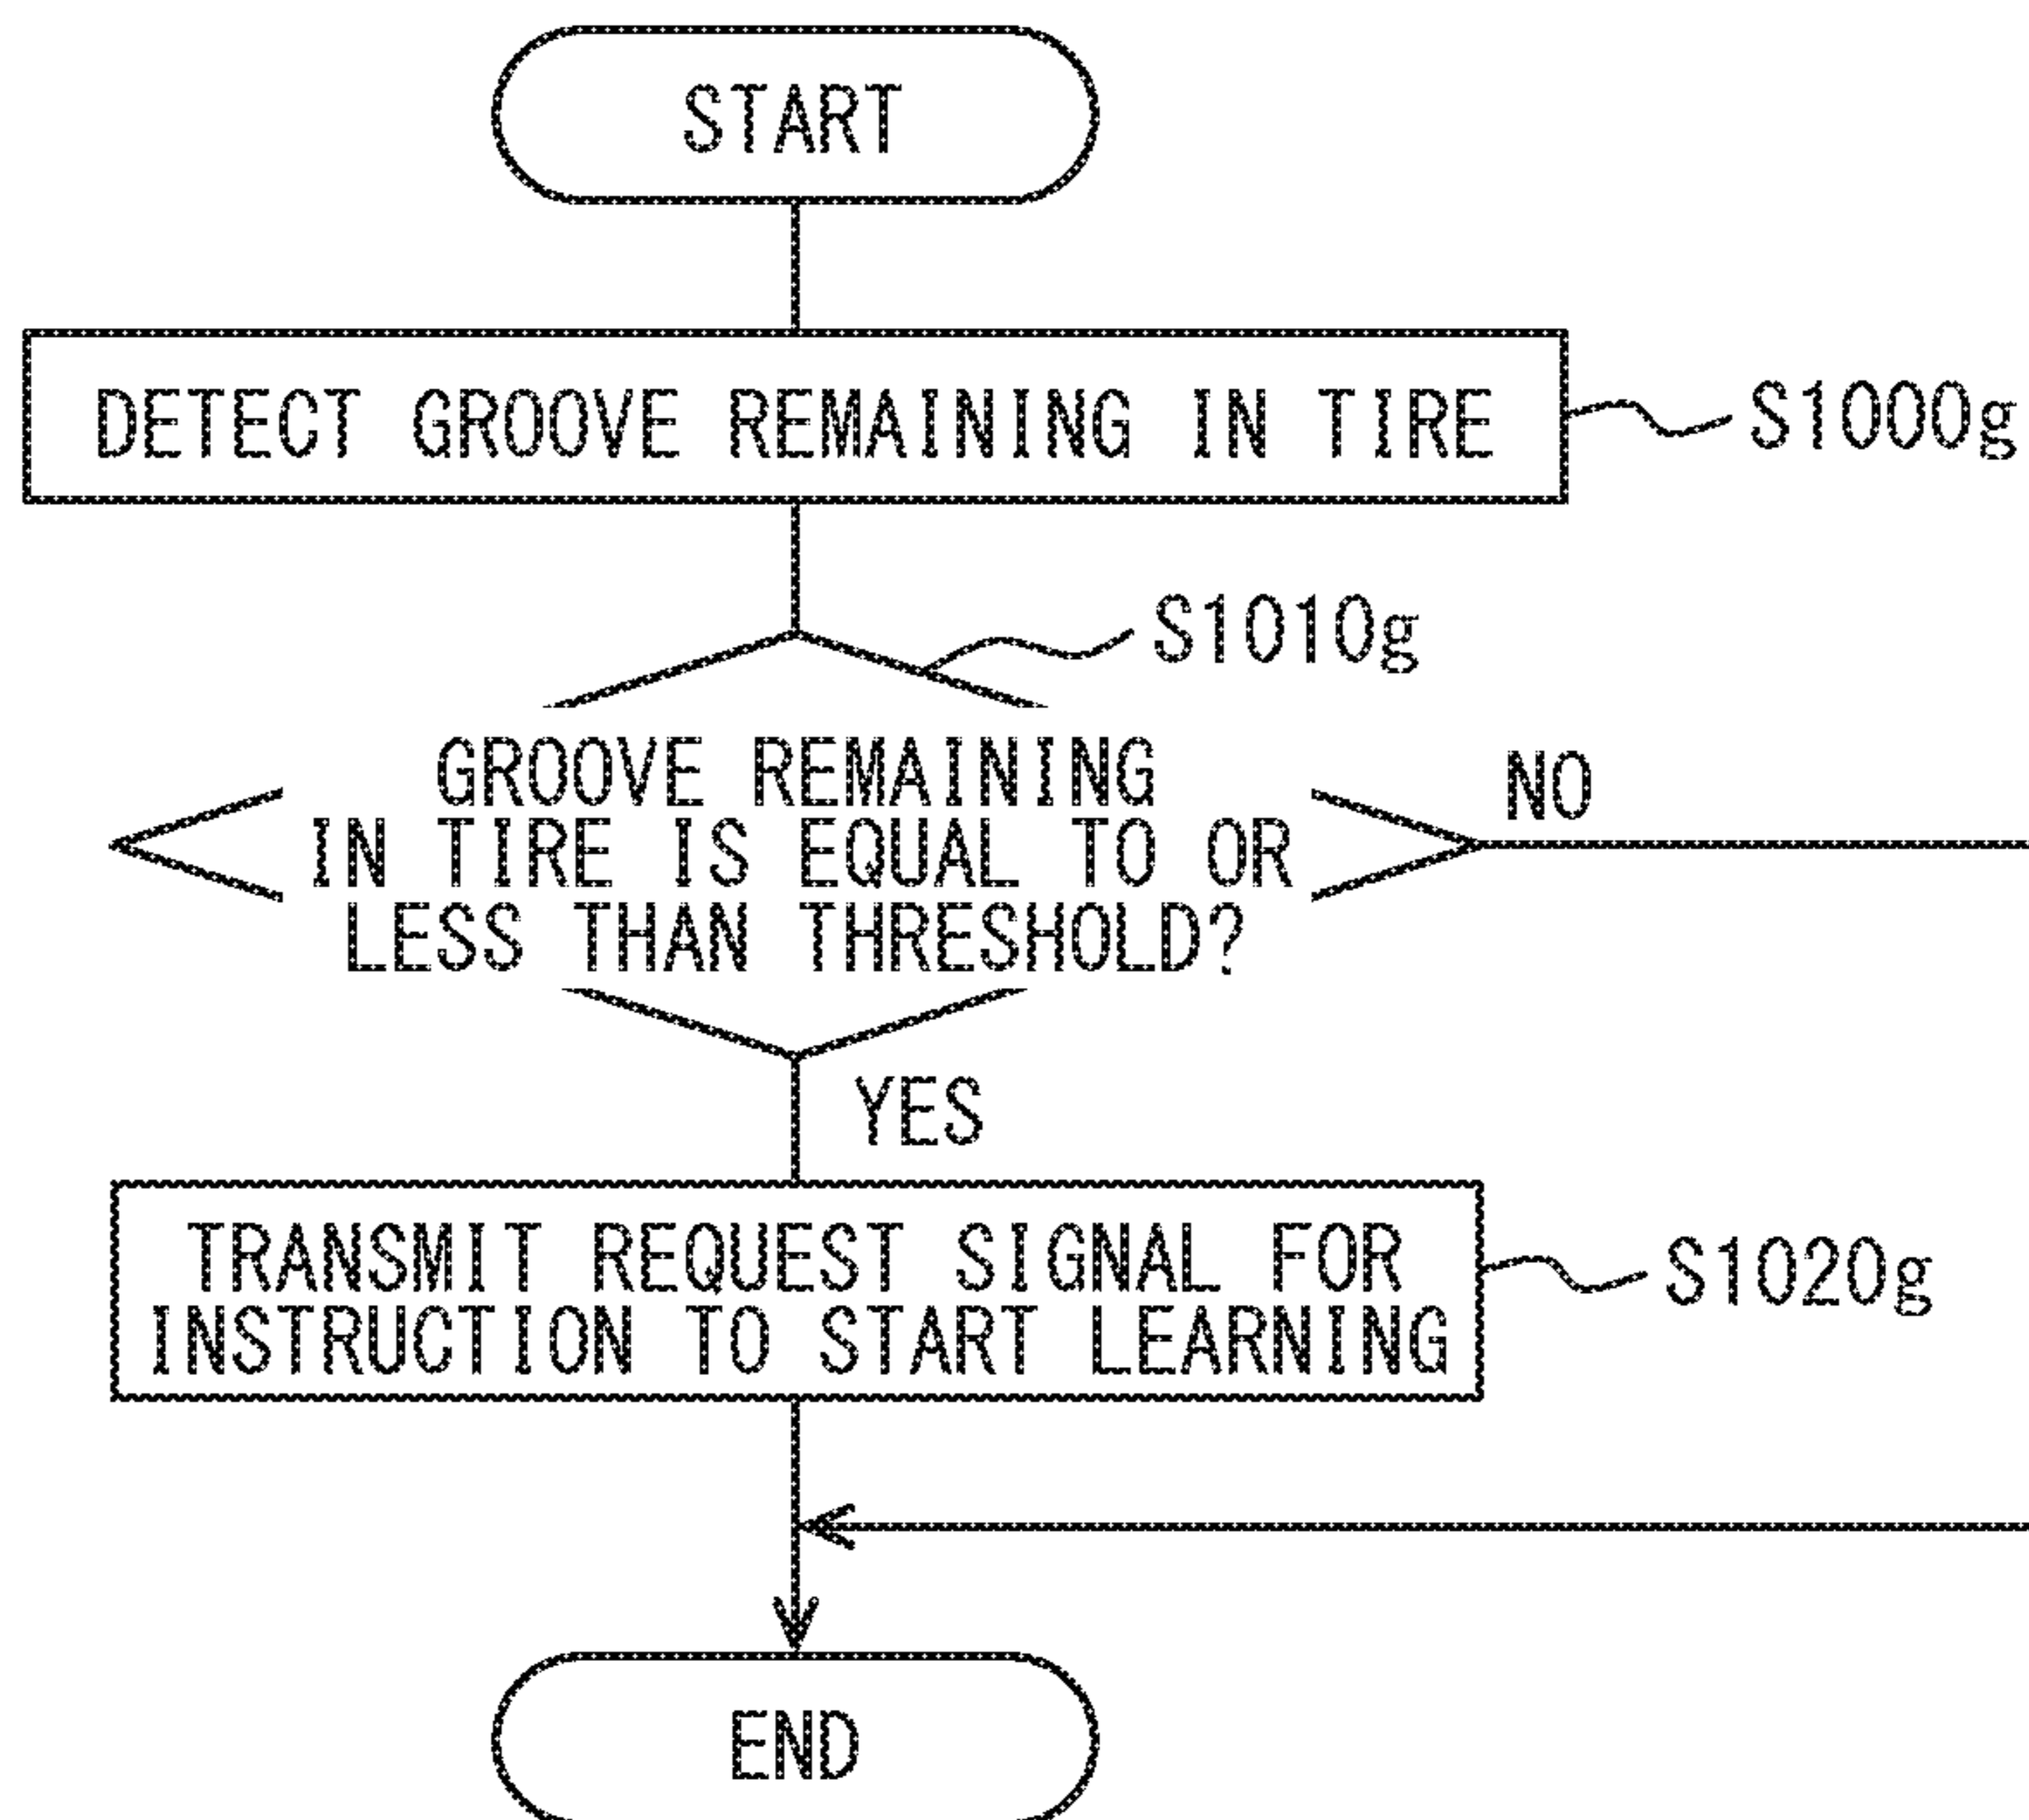 START
DETECT GROOVE REMAINING IN TIRE
S1000g
S1010g
GROOVE REMAINING
IN TIRE IS EQUAL TO OR
LESS THAN THRESHOLD?
NO
YES
TRANSMIT REQUEST SIGNAL FOR
INSTRUCTION TO START LEARNING
S1020g
END